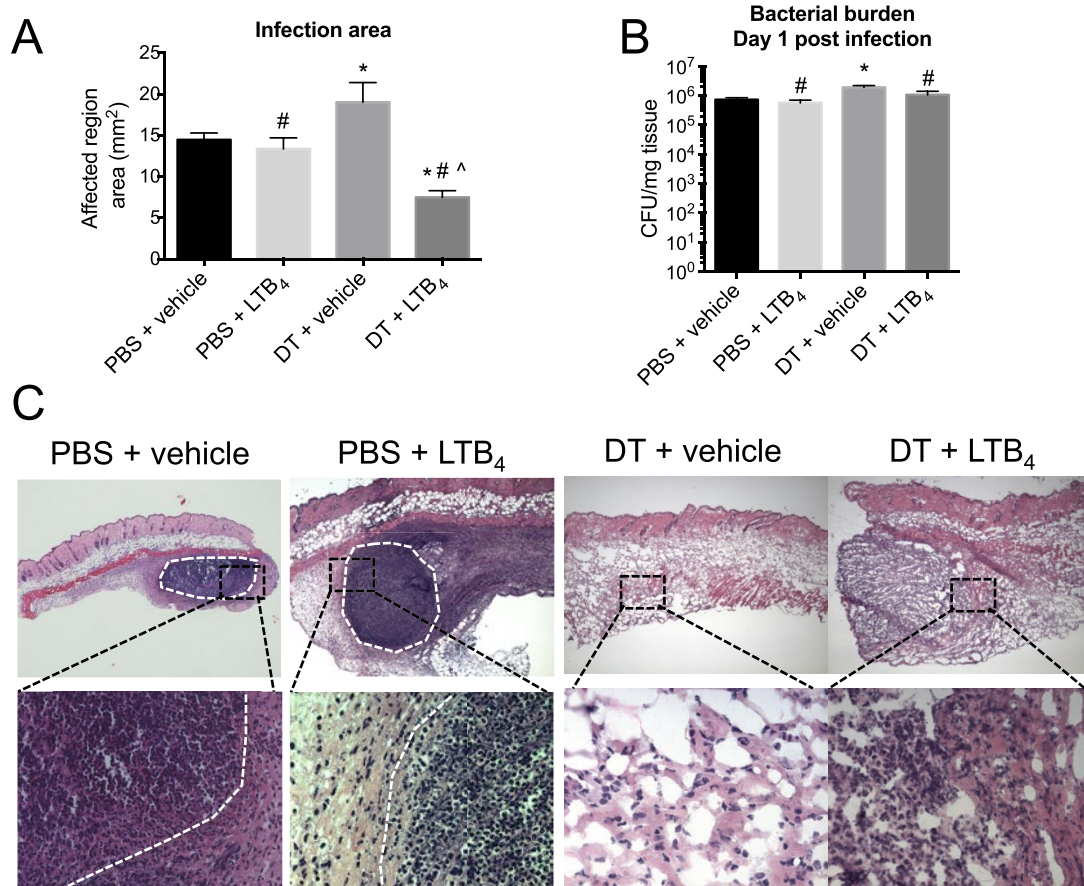 A
Infection area
Affected region
area (mm²)
25
20
15
10
5
0
*
#
* # ^
PBS + vehicle
PBS + LTB₄
DT + vehicle
DT + LTB₄
B
Bacterial burden
Day 1 post infection
CFU/mg tissue
10⁷
10⁶
10⁵
10⁴
10³
10²
10¹
10⁰
#
*
#
PBS + vehicle
PBS + LTB₄
DT + vehicle
DT + LTB₄
C
PBS + vehicle
PBS + LTB₄
DT + vehicle
DT + LTB₄